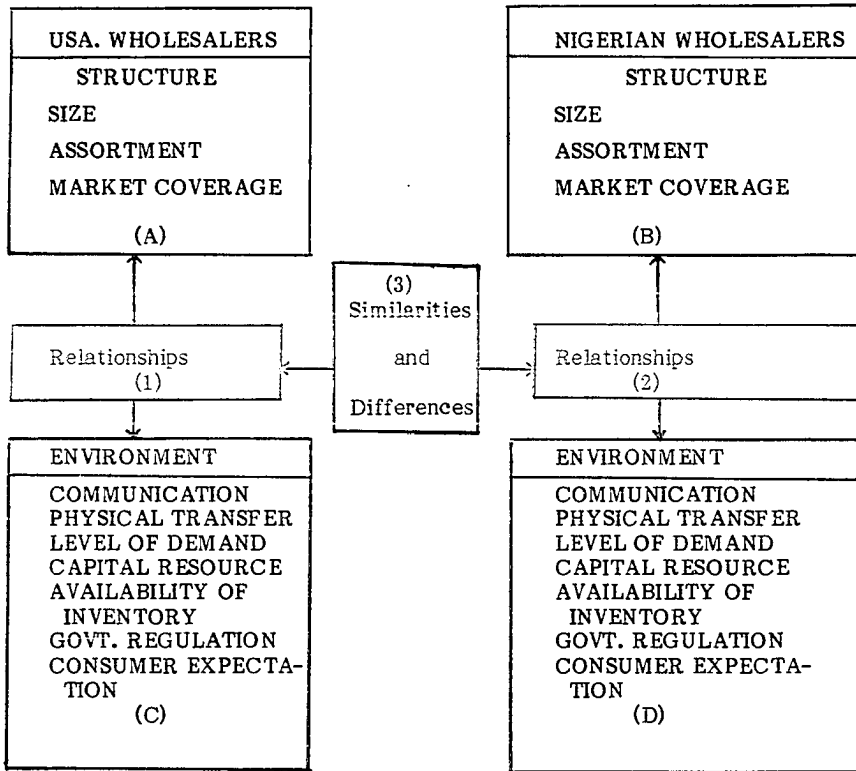 USA. WHOLESALERS
STRUCTURE
SIZE
ASSORTMENT
MARKET COVERAGE
(A)
NIGERIAN WHOLESALERS
STRUCTURE
SIZE
ASSORTMENT
MARKET COVERAGE
(B)
Relationships
(1)
(3)
Similarities
and
Differences
Relationships
(2)
ENVIRONMENT
COMMUNICATION
PHYSICAL TRANSFER
LEVEL OF DEMAND
CAPITAL RESOURCE
AVAILABILITY OF
INVENTORY
GOVT. REGULATION
CONSUMER EXPECTA-
TION
(C)
ENVIRONMENT
COMMUNICATION
PHYSICAL TRANSFER
LEVEL OF DEMAND
CAPITAL RESOURCE
AVAILABILITY OF
INVENTORY
GOVT. REGULATION
CONSUMER EXPECTA-
TION
(D)